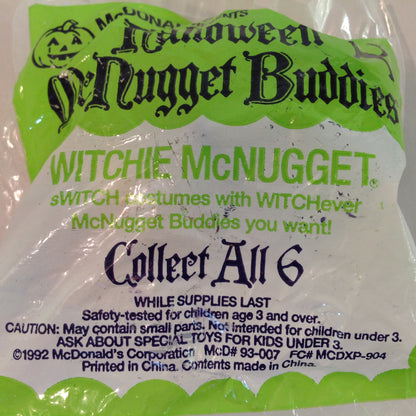 McDONALD'S PRESENTS
Halloween
McNugget Buddies
WITCHIE McNUGGET®
sWITCH costumes with WITCHever
McNugget Buddies you want!
Collect All 6
WHILE SUPPLIES LAST
Safety-tested for children age 3 and over.
CAUTION: May contain small parts. Not intended for children under 3.
ASK ABOUT SPECIAL TOYS FOR KIDS UNDER 3.
©1992 McDonald's Corporation McD# 93-007 FC# MCDXP-904
Printed in China. Contents made in China.